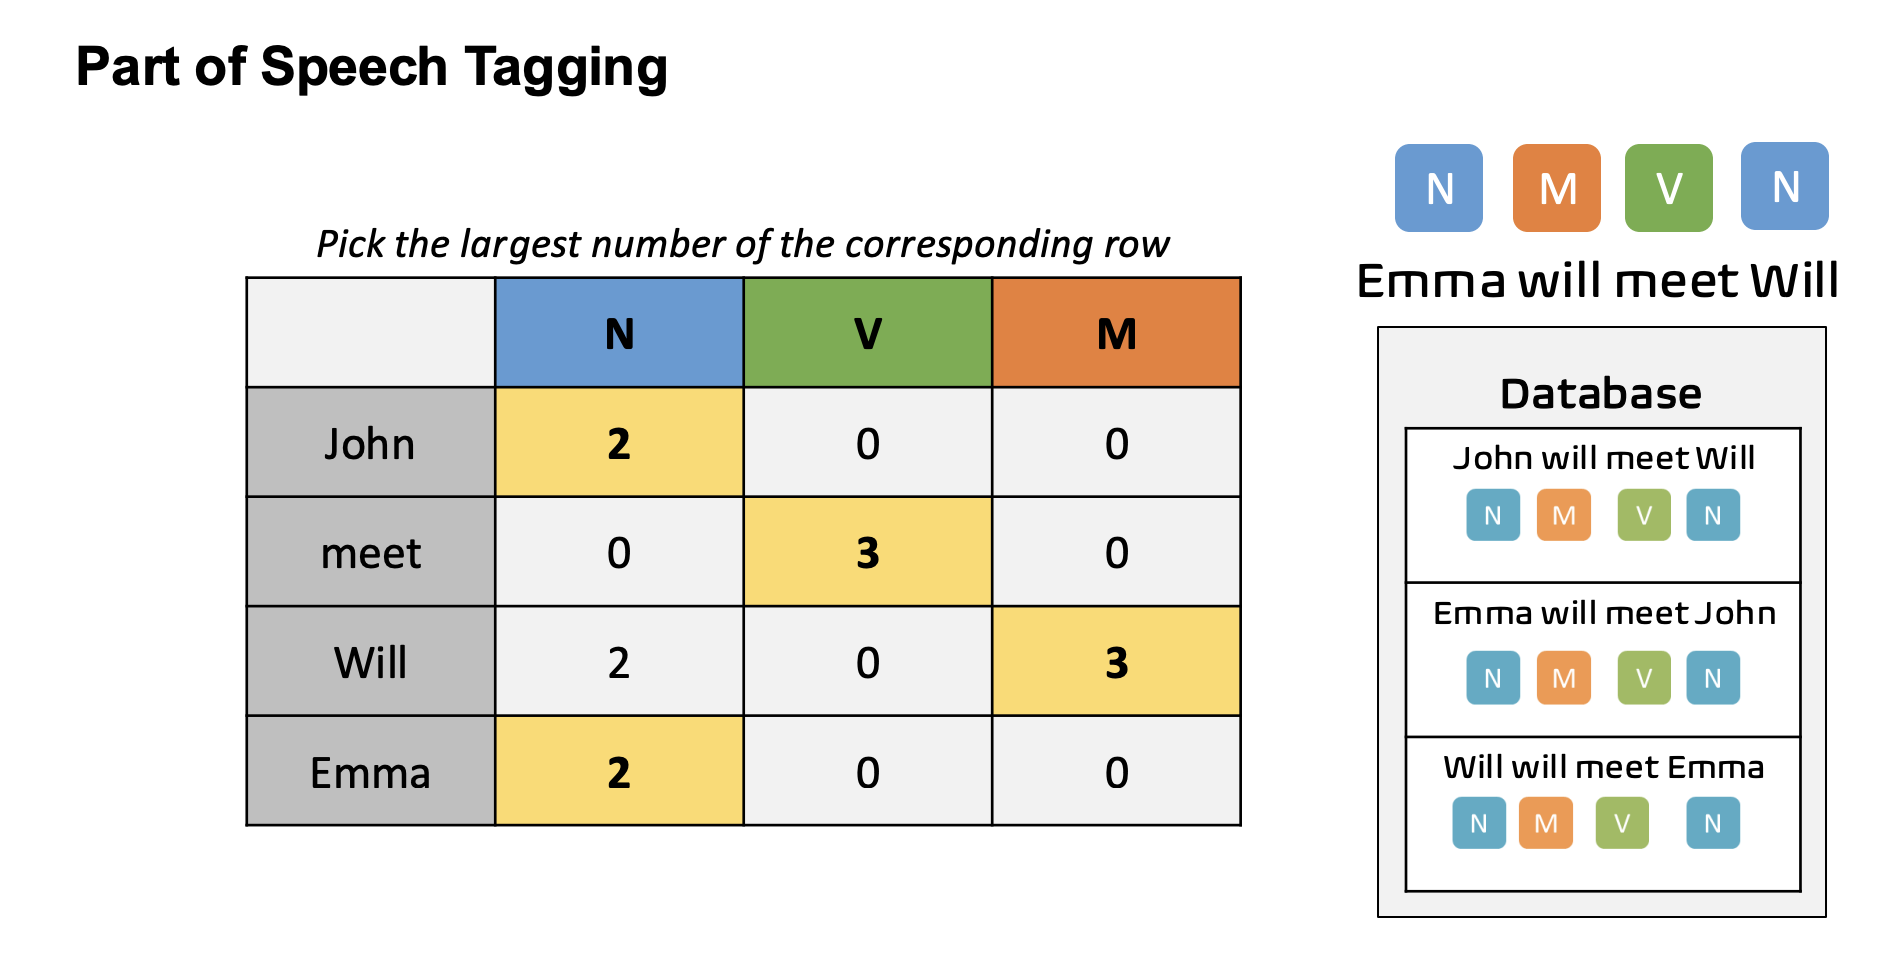 Part of Speech Tagging
Pick the largest number of the corresponding row
N V M
John 2 0 0
meet 0 3 0
Will 2 0 3
Emma 2 0 0
N M V N
Emma will meet Will
Database
John will meet Will
N M V N
Emma will meet John
N M V N
Will will meet Emma
N M V N